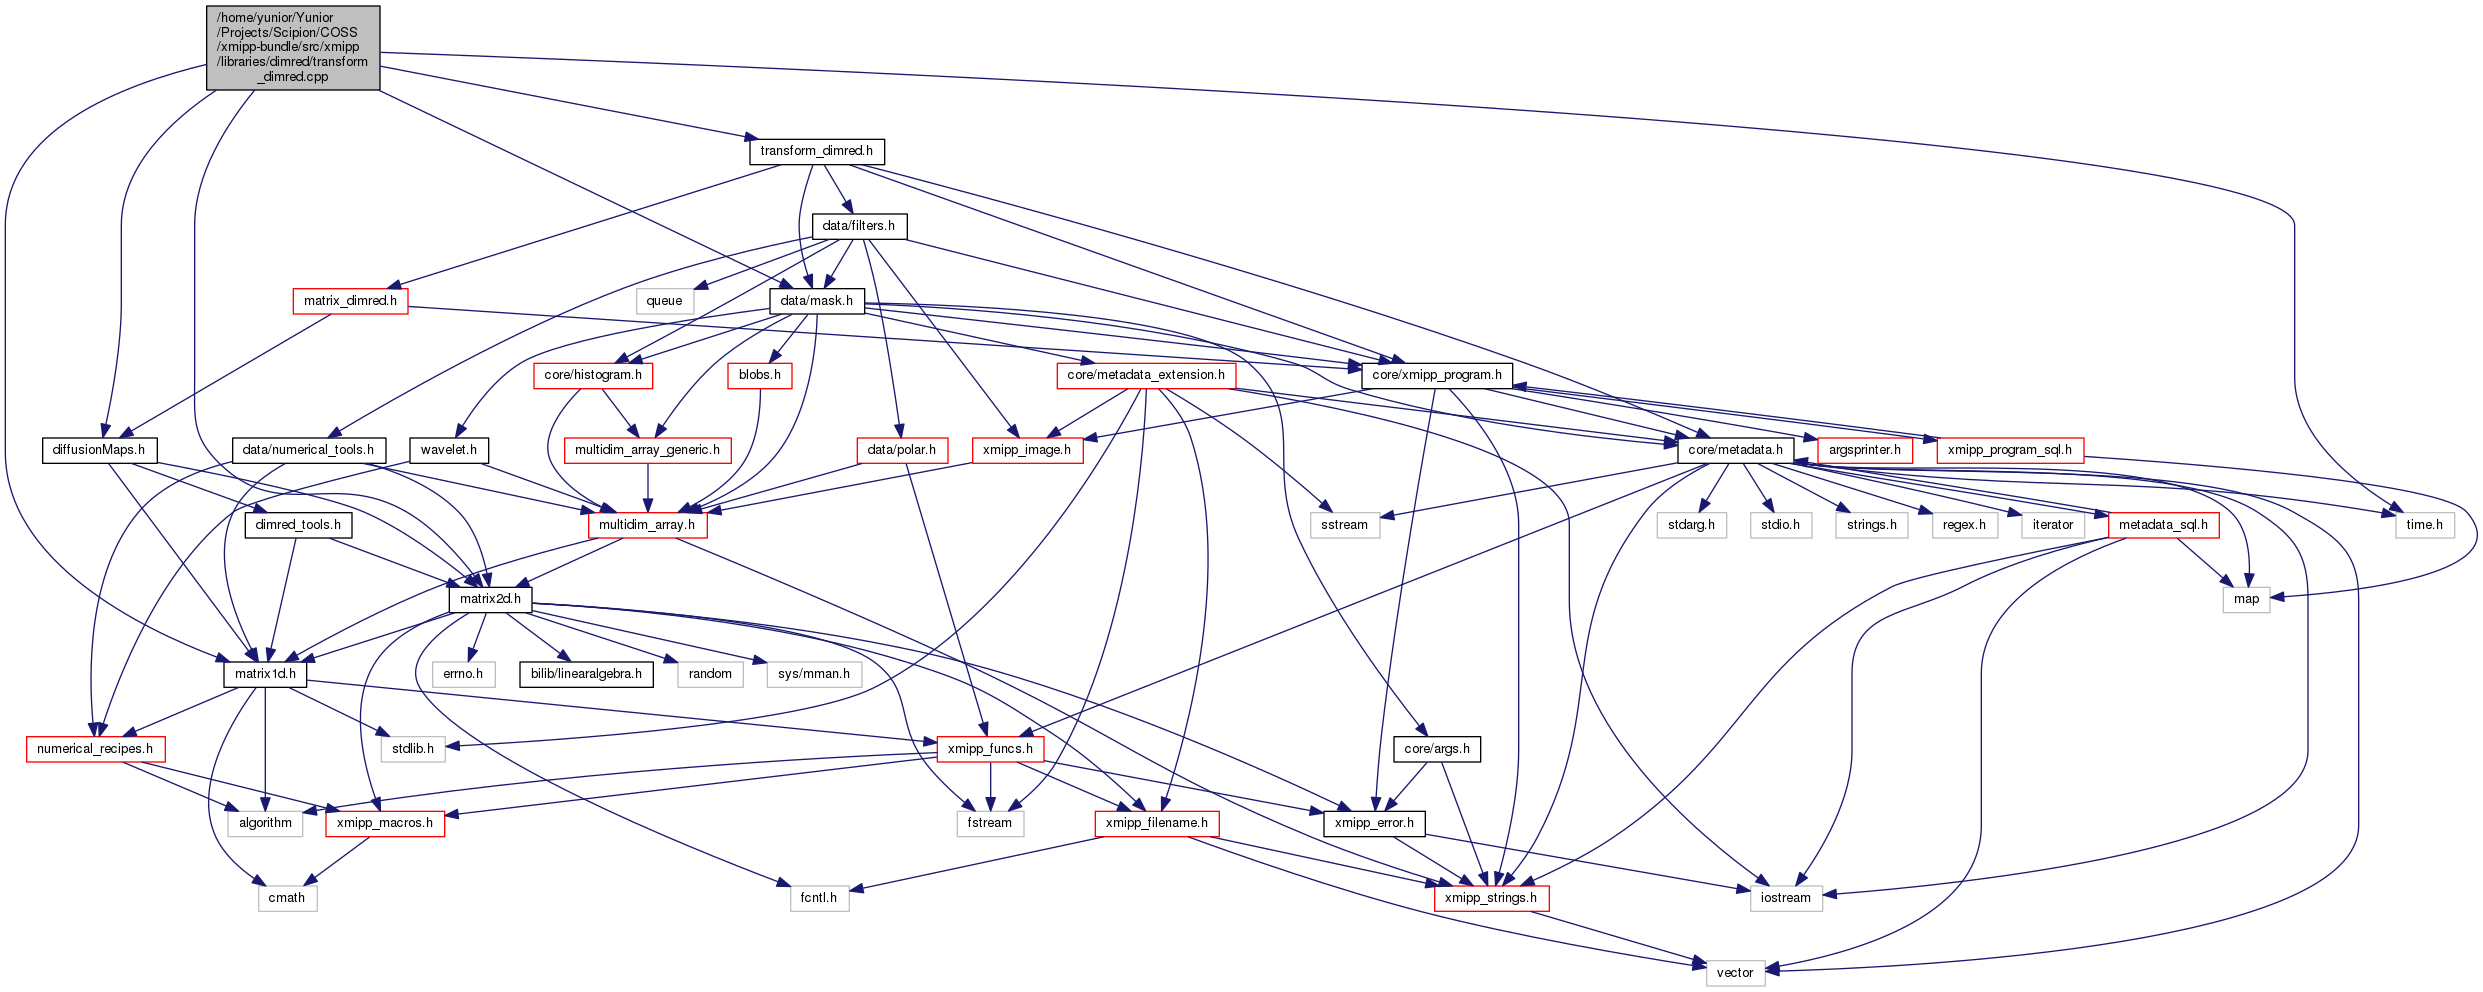 /home/yunior/Yunior
/Projects/Scipion/COSS
/xmipp-bundle/src/xmipp
/libraries/dimred/transform
_dimred.cpp
transform_dimred.h
data/filters.h
matrix_dimred.h
queue
data/mask.h
core/histogram.h
blobs.h
core/metadata_extension.h
core/xmipp_program.h
diffusionMaps.h
data/numerical_tools.h
wavelet.h
multidim_array_generic.h
data/polar.h
xmipp_image.h
core/metadata.h
argsprinter.h
xmipp_program_sql.h
dimred_tools.h
multidim_array.h
sstream
stdarg.h
stdio.h
strings.h
regex.h
iterator
metadata_sql.h
time.h
matrix2d.h
map
matrix1d.h
errno.h
bilib/linearalgebra.h
random
sys/mman.h
numerical_recipes.h
stdlib.h
xmipp_funcs.h
core/args.h
algorithm
xmipp_macros.h
fstream
xmipp_filename.h
xmipp_error.h
cmath
fcntl.h
xmipp_strings.h
iostream
vector